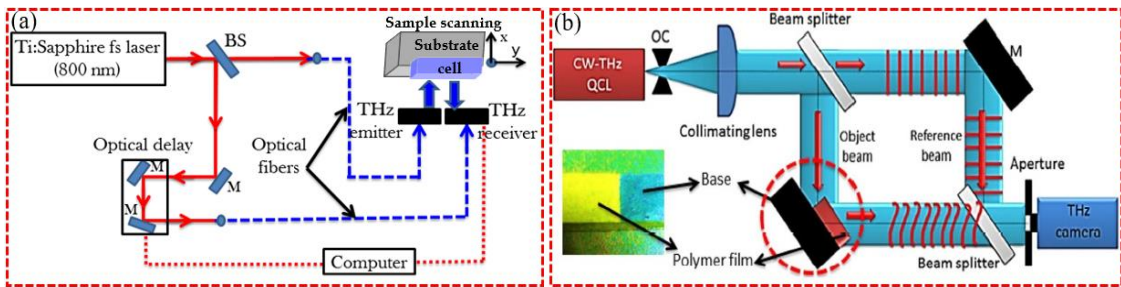 (a)
Ti:Sapphire fs laser
(800 nm)
BS
Sample scanning
Substrate
cell
x
y
THz
emitter
THz
receiver
Optical delay
M
M
M
Optical
fibers
Computer
(b)
Beam splitter
OC
CW-THz
QCL
M
Collimating lens
Object
beam
Reference
beam
Aperture
Base
THz
camera
Polymer film
Beam splitter